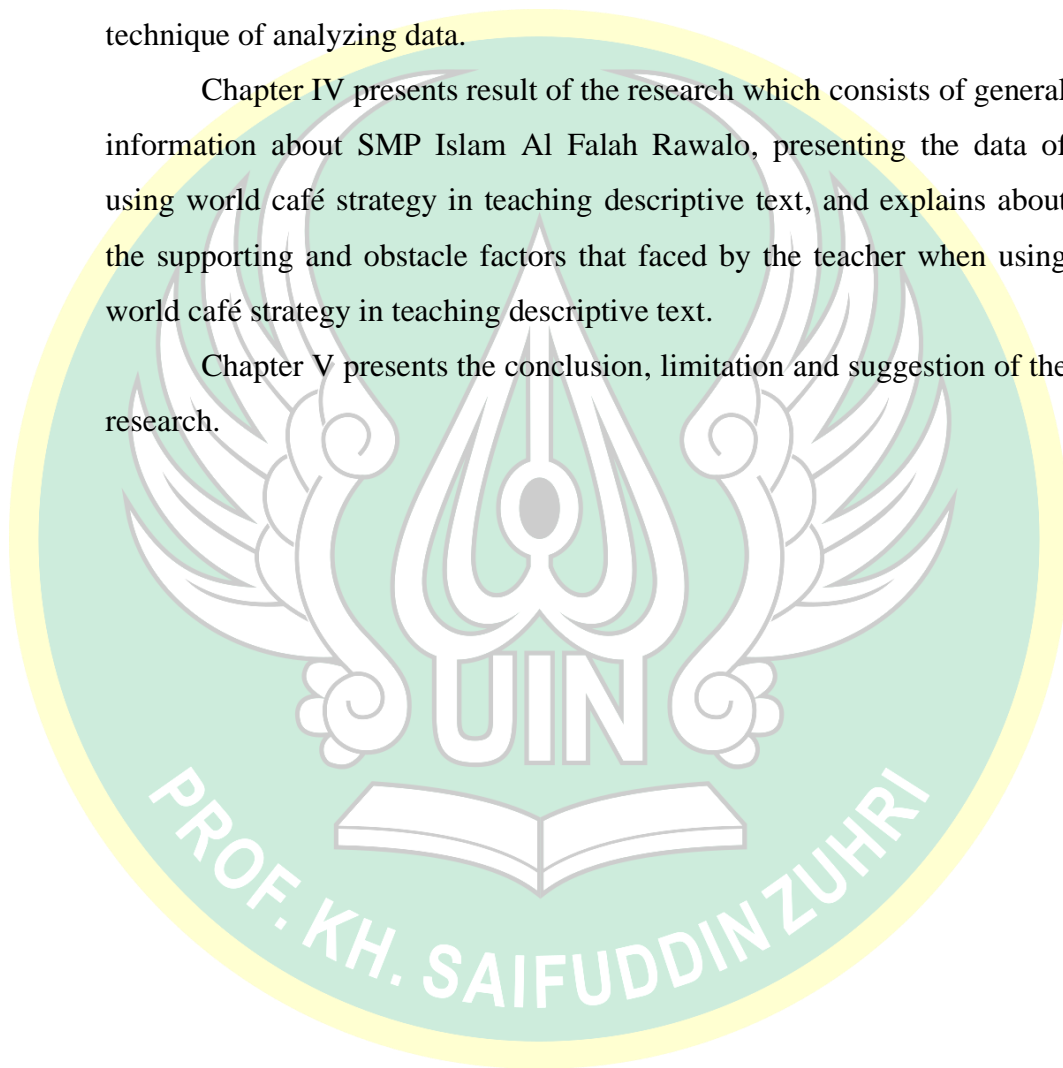 technique of analyzing data.
Chapter IV presents result of the research which consists of general
information about SMP Islam Al Falah Rawalo, presenting the data of
using world café strategy in teaching descriptive text, and explains about
the supporting and obstacle factors that faced by the teacher when using
world café strategy in teaching descriptive text.
Chapter V presents the conclusion, limitation and suggestion of the
research.
UIN
PROF. KH. SAIFUDDIN ZUHRI